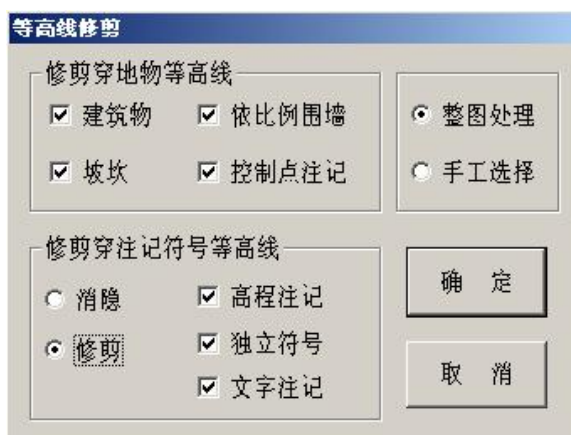 等高线修剪
修剪穿地物等高线
建筑物 依比例围墙
坡坎 控制点注记
整图处理
手工选择
修剪穿注记符号等高线
消隐 高程注记
修剪 独立符号
文字注记
确 定
取 消